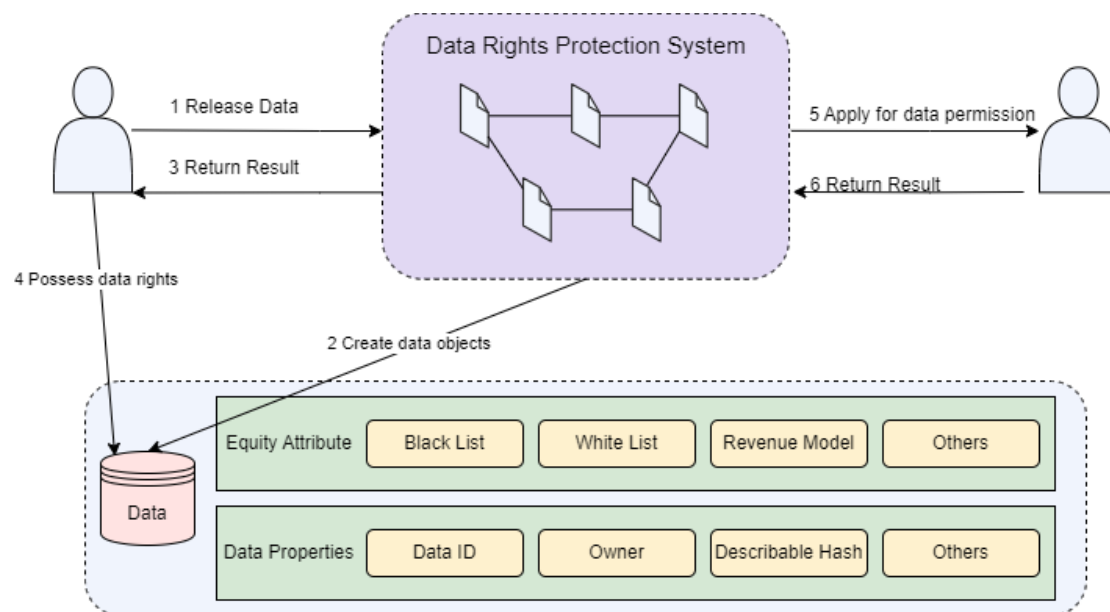 Data Rights Protection System
1 Release Data
5 Apply for data permission
3 Return Result
6 Return Result
4 Possess data rights
2 Create data objects
Equity Attribute
Black List
White List
Revenue Model
Others
Data
Data Properties
Data ID
Owner
Describable Hash
Others